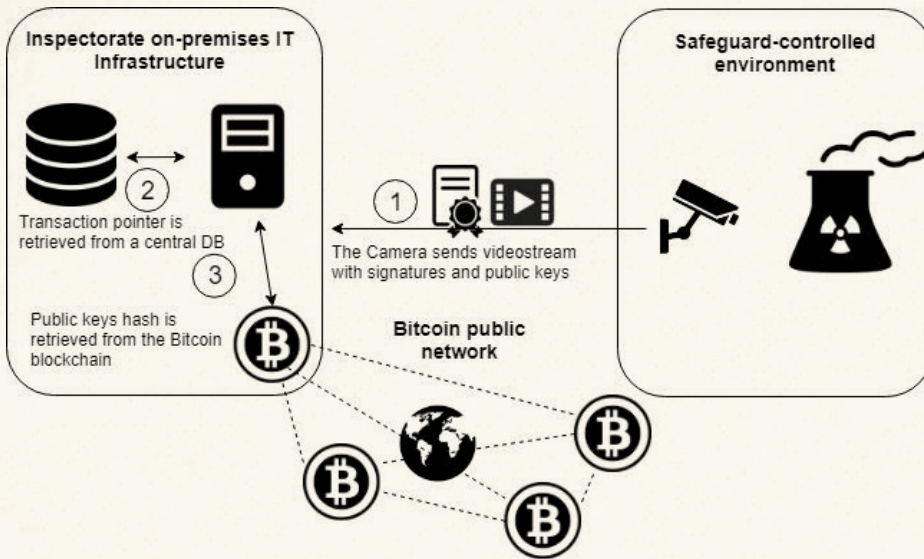 Inspectorate on-premises IT
Infrastructure
Safeguard-controlled
environment
1
2
Transaction pointer is
retrieved from a central DB
The Camera sends videostream
with signatures and public keys
3
Public keys hash is
retrieved from the Bitcoin
blockchain
Bitcoin public
network